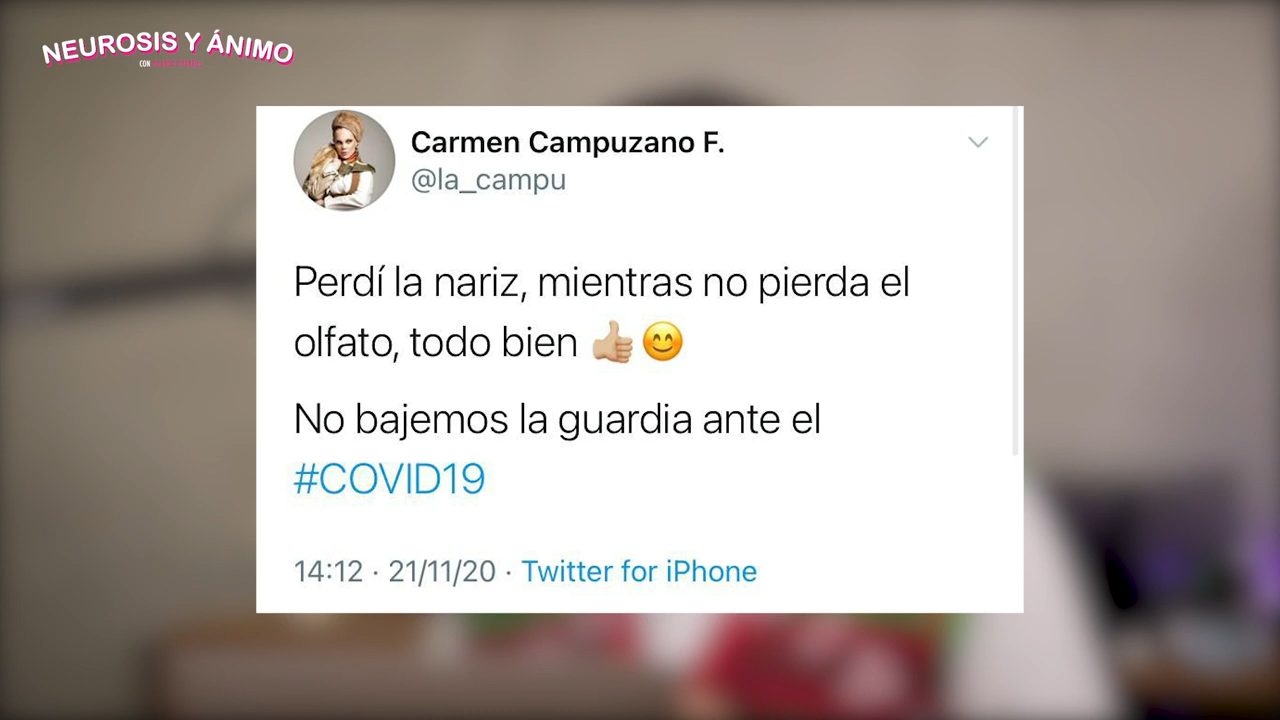 NEUROSIS Y ÁNIMO
CON
Carmen Campuzano F.
@la_campu
Perdí la nariz, mientras no pierda el
olfato, todo bien 👍🏼😊
No bajemos la guardia ante el
#COVID19
14:12 · 21/11/20 · Twitter for iPhone